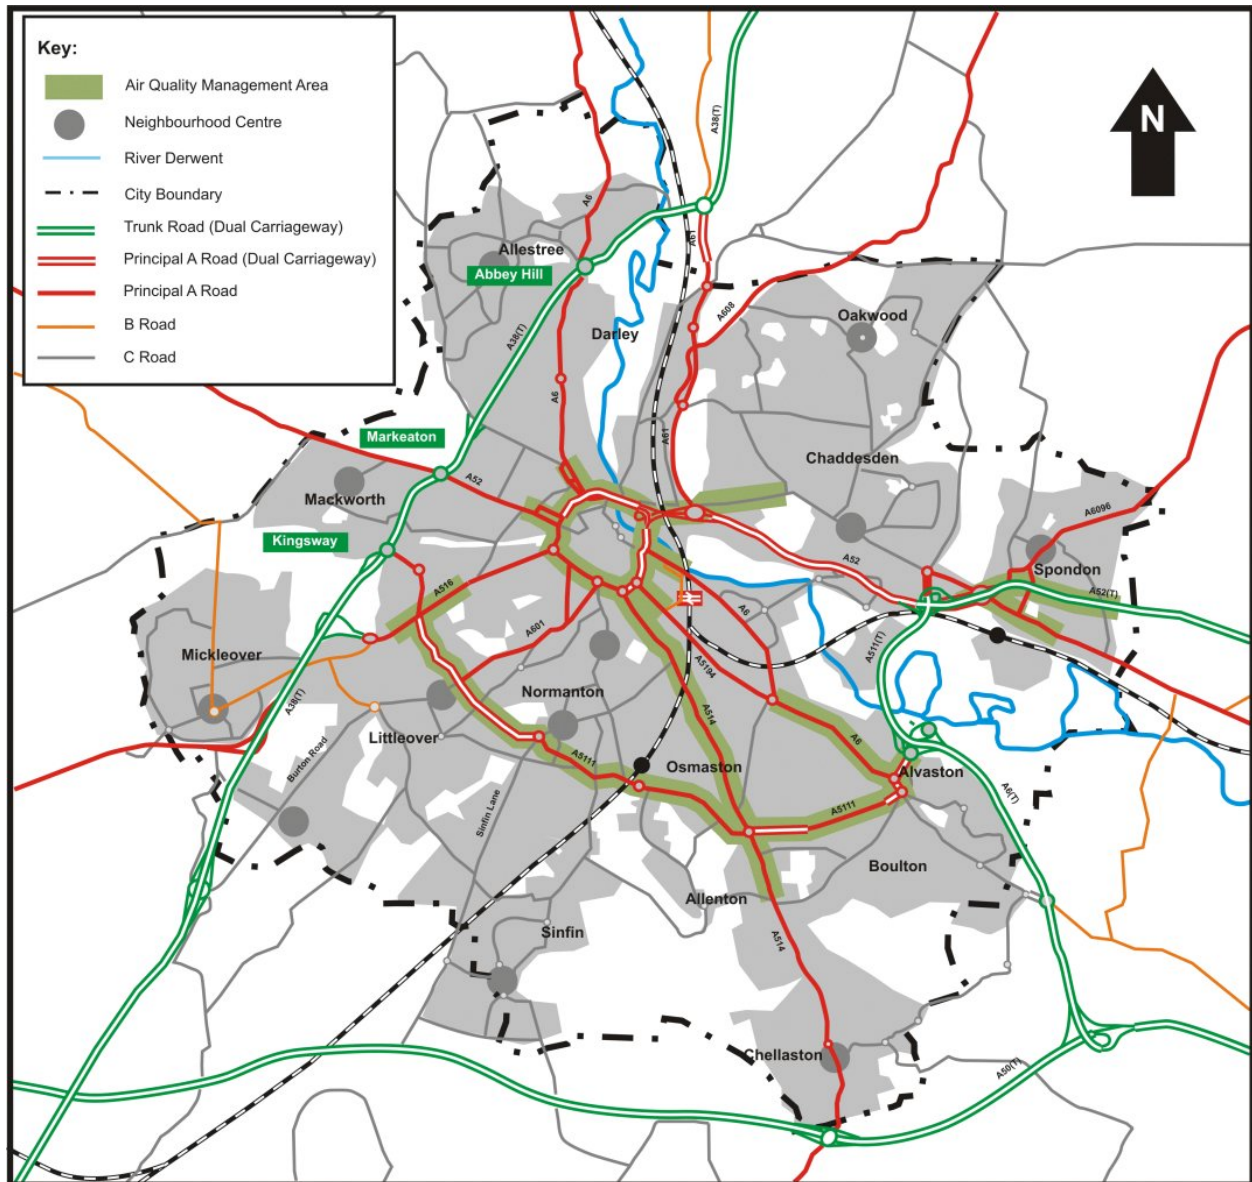 Key:
Air Quality Management Area
Neighbourhood Centre
River Derwent
City Boundary
Trunk Road (Dual Carriageway)
Principal A Road (Dual Carriageway)
Principal A Road
B Road
C Road
N
A38(T)
A6
A61
Allestree
Abbey Hill
A608
Oakwood
A38(T)
Darley
A6
Markeaton
A61
Chaddesden
A52
Mackworth
A6096
Kingsway
A52
Spondon
A516
A52(T)
A6
A601
A5194
A511(T)
Mickleover
A38(T)
Normanton
A514
Littleover
Burton Road
A6
A5111
Osmaston
Alvaston
A6(T)
Sinfin Lane
A5111
Boulton
Allenton
Sinfin
A514
Chellaston
A50(T)